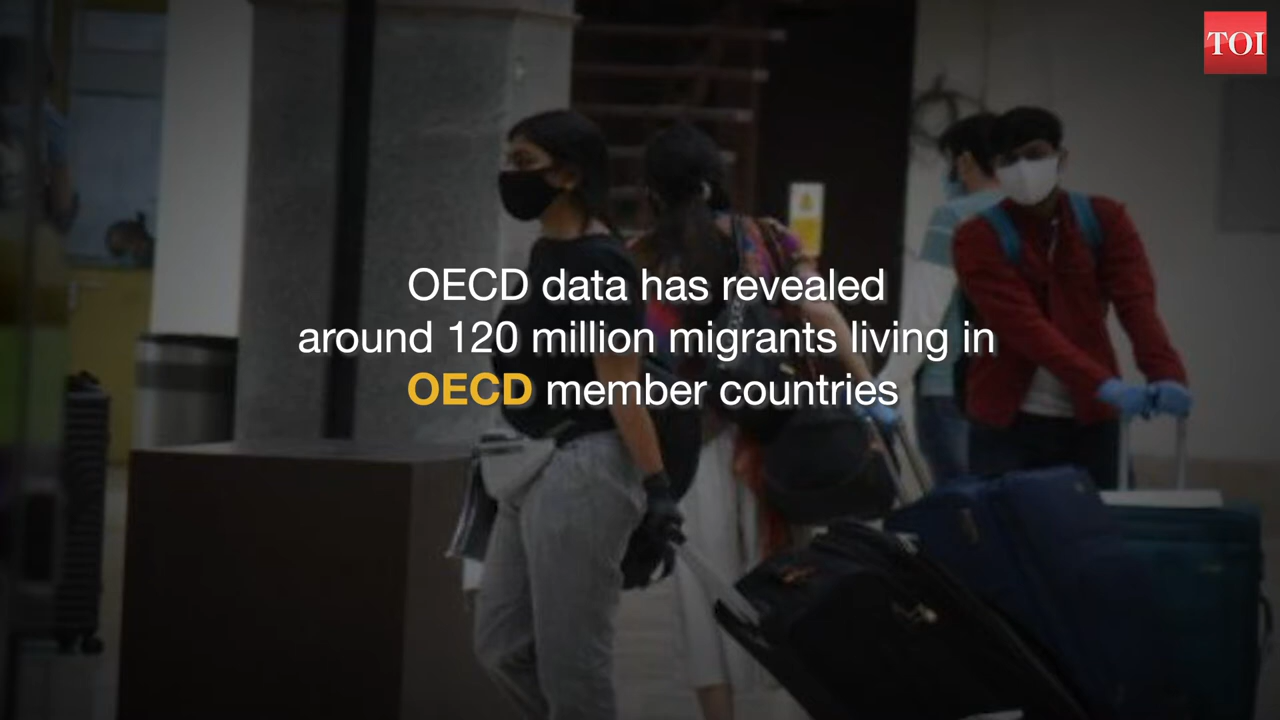 TOI
OECD data has revealed
around 120 million migrants living in
OECD member countries